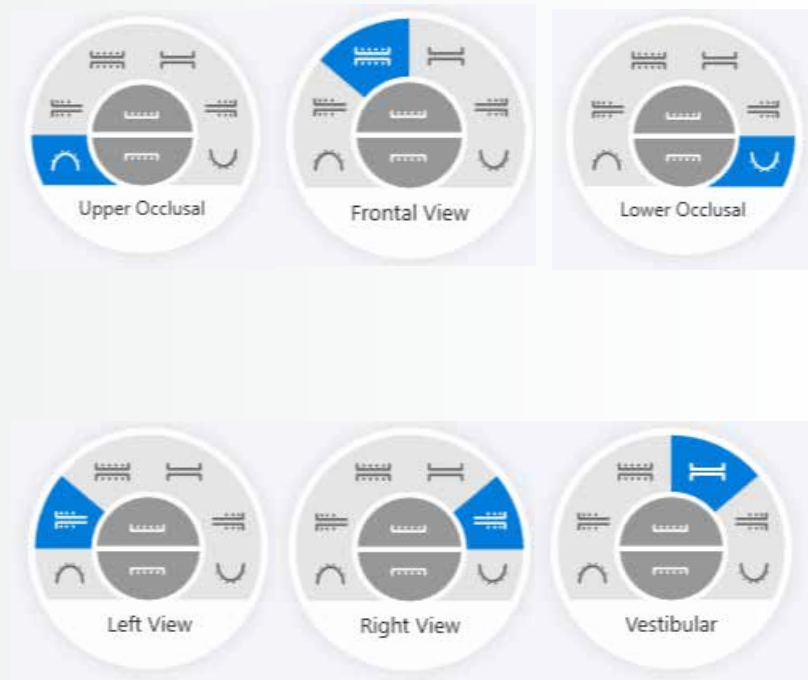 Upper Occlusal
Frontal View
Lower Occlusal
Left View
Right View
Vestibular